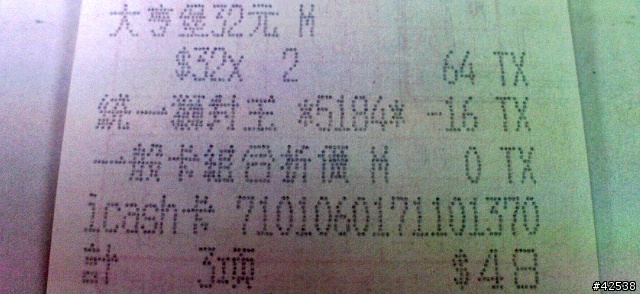 大亨堡32元 M
$32x 2 64 TX
統一獅封王 *5184* -16 TX
一般卡組合折價 M 0 TX
icash卡 7101060171101370
計 3項 $48
#42538